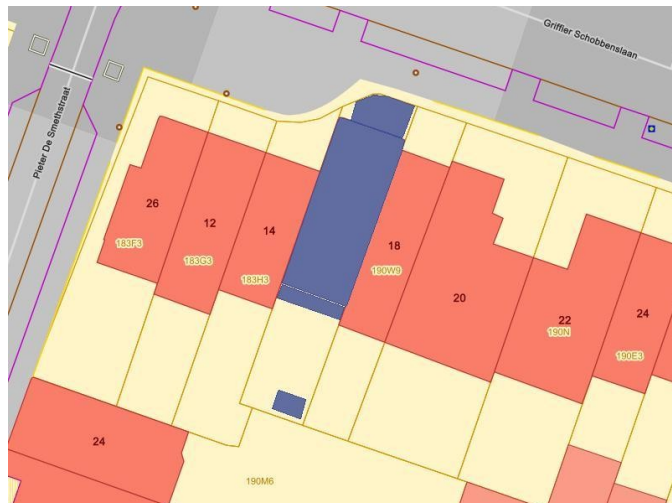 Griffier Schobbenslaan
Pieter De Smethstraat
26
12
14
18
20
22
24
183F3
183G3
183H3
190W9
190N
190E3
24
190M6